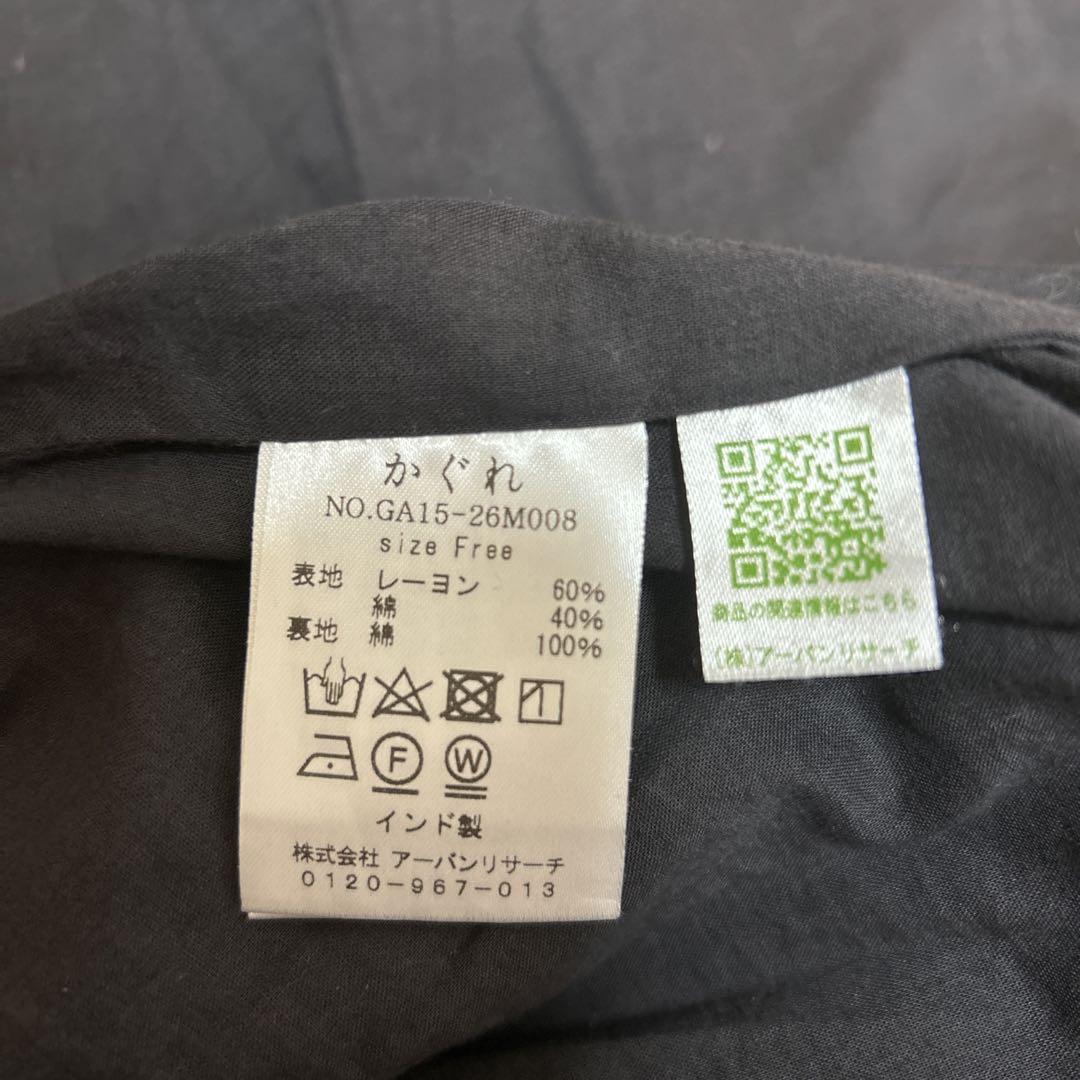 かぐれ
NO.GA15-26M008
size Free
表地 レーヨン 60%
綿 40%
裏地 綿 100%
F W
インド製
株式会社 アーバンリサーチ
0120-967-013
商品の関連情報はこちら
(株)アーバンリサーチ